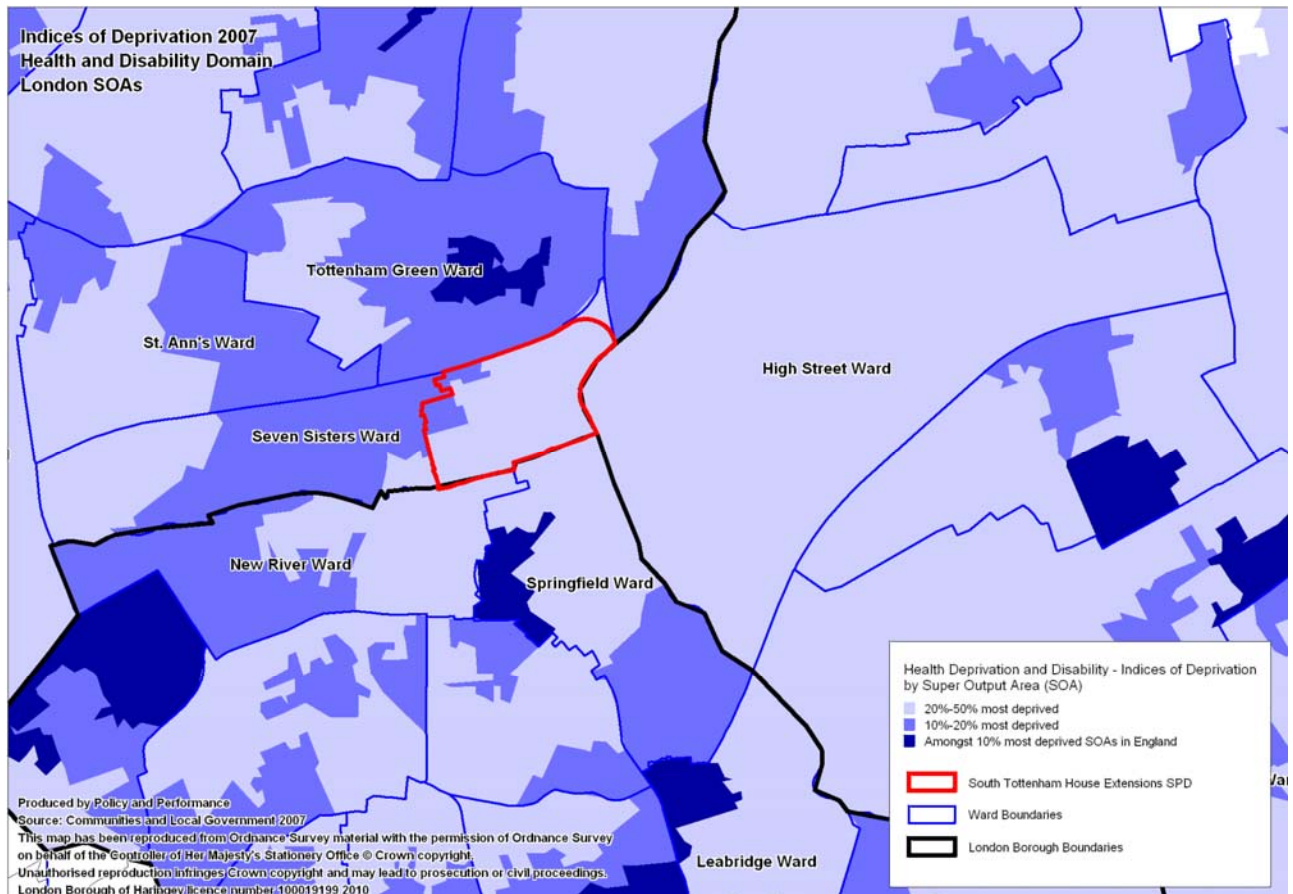 Indices of Deprivation 2007
Health and Disability Domain
London SOAs
Tottenham Green Ward
St. Ann's Ward
High Street Ward
Seven Sisters Ward
New River Ward
Springfield Ward
Leabridge Ward
Health Deprivation and Disability - Indices of Deprivation
by Super Output Area (SOA)
20%-50% most deprived
10%-20% most deprived
Amongst 10% most deprived SOAs in England
South Tottenham House Extensions SPD
Ward Boundaries
London Borough Boundaries
Produced by Policy and Performance
Source: Communities and Local Government 2007
This map has been reproduced from Ordnance Survey material with the permission of Ordnance Survey
on behalf of the Controller of Her Majesty's Stationery Office © Crown copyright.
Unauthorised reproduction infringes Crown copyright and may lead to prosecution or civil proceedings.
London Borough of Haringey licence number 100019199 2010